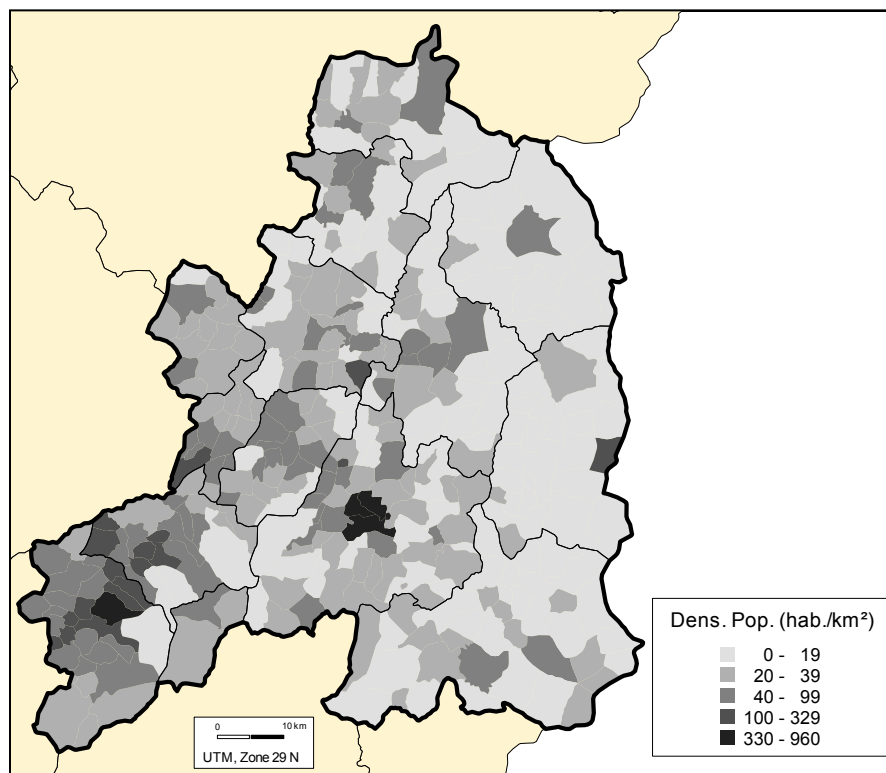 Dens. Pop. (hab./km²)
0 - 19
20 - 39
40 - 99
100 - 329
330 - 960
0 10 km
UTM, Zone 29 N